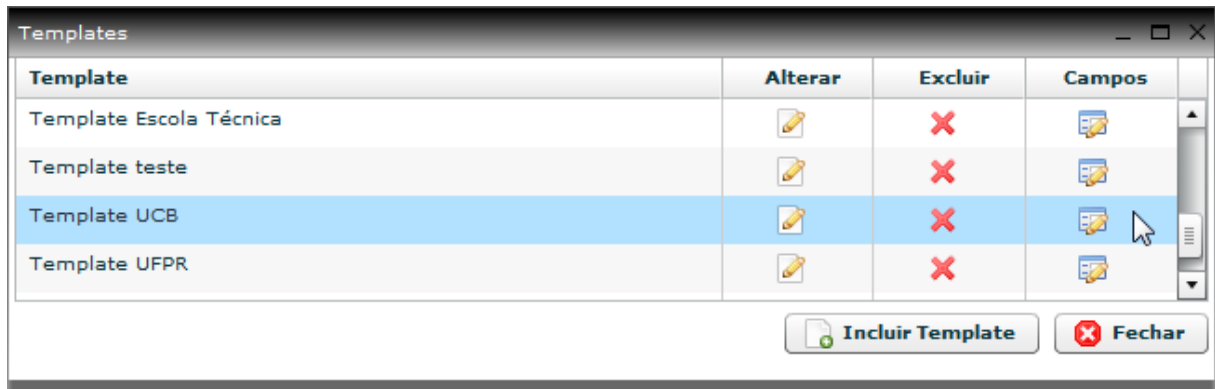 Templates
Template Alterar Excluir Campos
Template Escola Técnica
Template teste
Template UCB
Template UFPR
Incluir Template Fechar